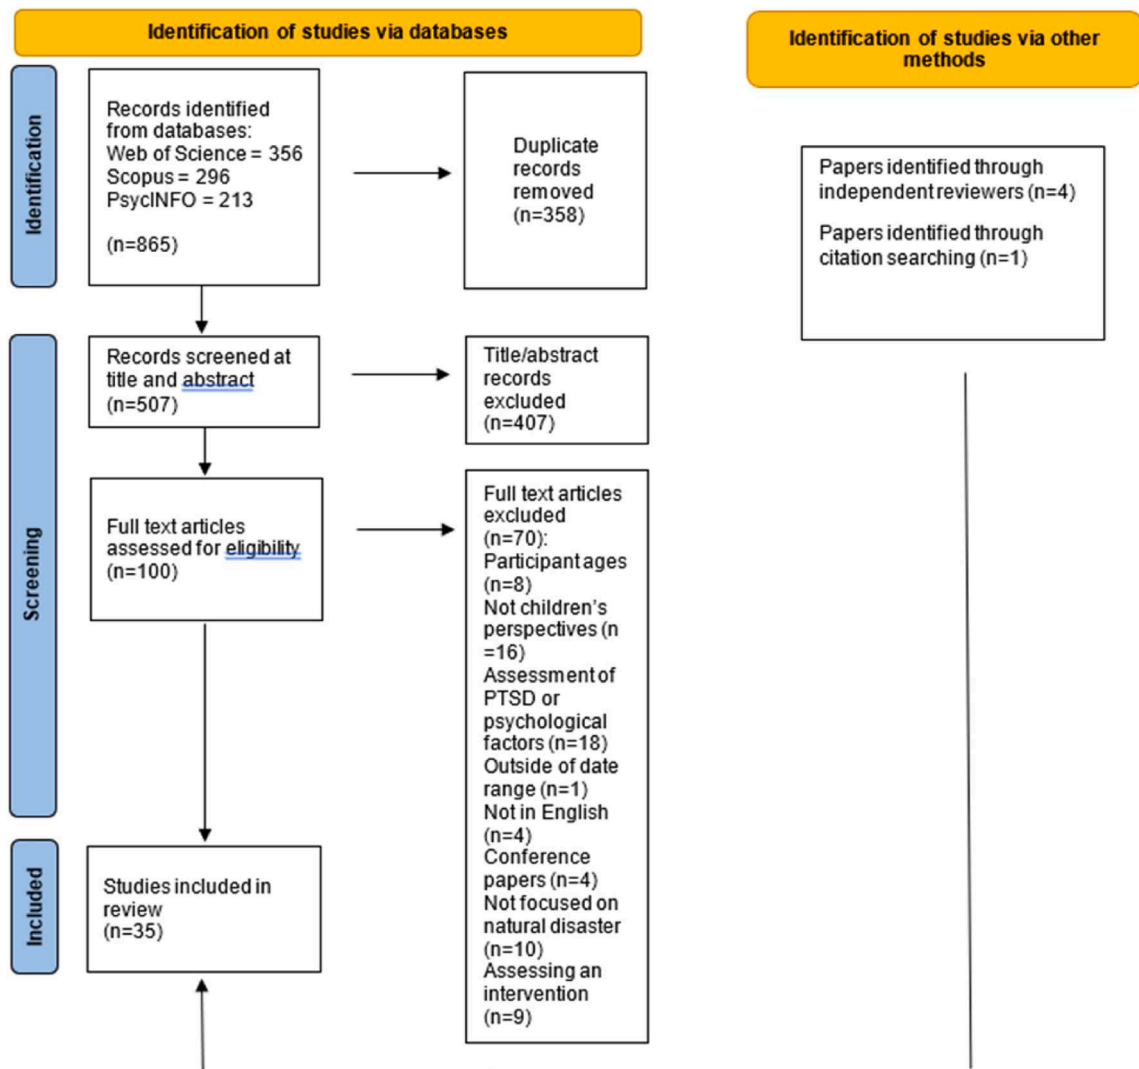 Identification of studies via databases
Identification of studies via other
methods
Identification
Records identified
from databases:
Web of Science = 356
Scopus = 296
PsycINFO = 213
(n=865)
Duplicate
records
removed
(n=358)
Papers identified through
independent reviewers (n=4)
Papers identified through
citation searching (n=1)
Screening
Records screened at
title and abstract
(n=507)
Title/abstract
records
excluded
(n=407)
Full text articles
assessed for eligibility
(n=100)
Full text articles
excluded
(n=70):
Participant ages
(n=8)
Not children's
perspectives (n
=16)
Assessment of
PTSD or
psychological
factors (n=18)
Outside of date
range (n=1)
Not in English
(n=4)
Conference
papers (n=4)
Not focused on
natural disaster
(n=10)
Assessing an
intervention
(n=9)
Included
Studies included in
review
(n=35)